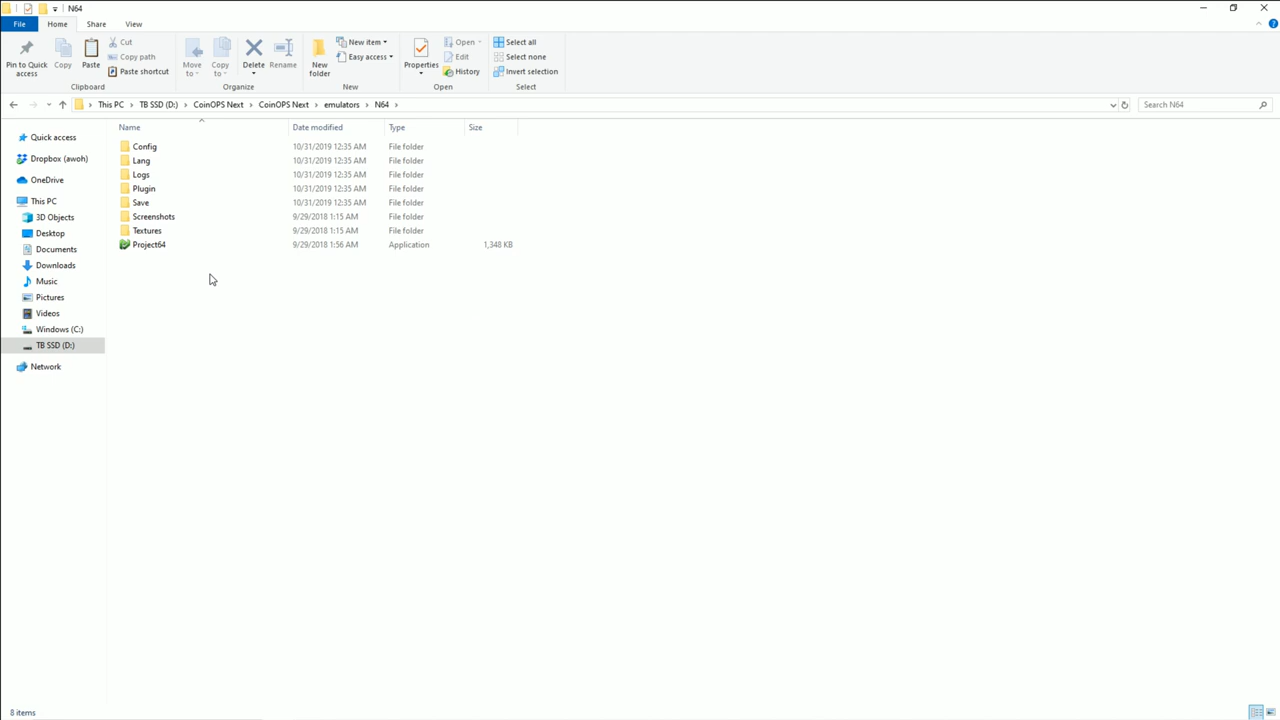 N64
File Home Share View
Pin to Quick access
Copy
Paste
Cut
Copy path
Paste shortcut
Clipboard
Move to
Copy to
Delete
Rename
Organize
New folder
New item
Easy access
New
Properties
Open
Edit
History
Open
Select all
Select none
Invert selection
Select
This PC > TB SSD (D:) > CoinOPS Next > CoinOPS Next > emulators > N64 >
Search N64
Quick access
Dropbox (awoh)
OneDrive
This PC
3D Objects
Desktop
Documents
Downloads
Music
Pictures
Videos
Windows (C:)
TB SSD (D:)
Network
Name Date modified Type Size
Config 10/31/2019 12:35 AM File folder
Lang 10/31/2019 12:35 AM File folder
Logs 10/31/2019 12:35 AM File folder
Plugin 10/31/2019 12:35 AM File folder
Save 10/31/2019 12:35 AM File folder
Screenshots 9/29/2018 1:15 AM File folder
Textures 9/29/2018 1:15 AM File folder
Project64 9/29/2018 1:56 AM Application 1,348 KB
8 items